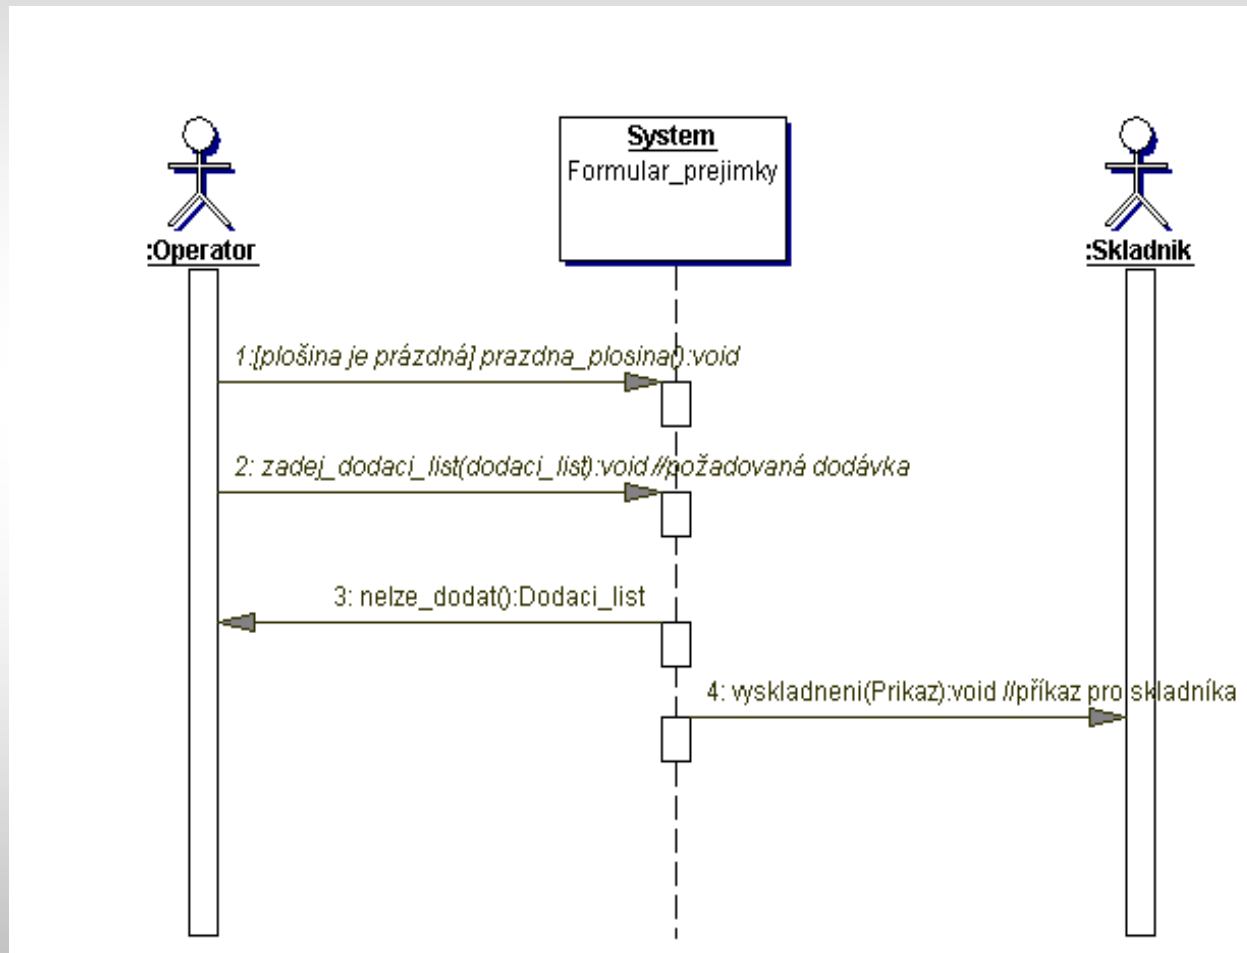 System
Formular_prejimky
:Operator
:Skladnik
1:[plošina je prázdná] prazdna_plosina():void
2: zadej_dodaci_list(dodaci_list):void //požadovaná dodávka
3: nelze_dodat():Dodaci_list
4: vyskladneni(Prikaz):void //příkaz pro skladníka